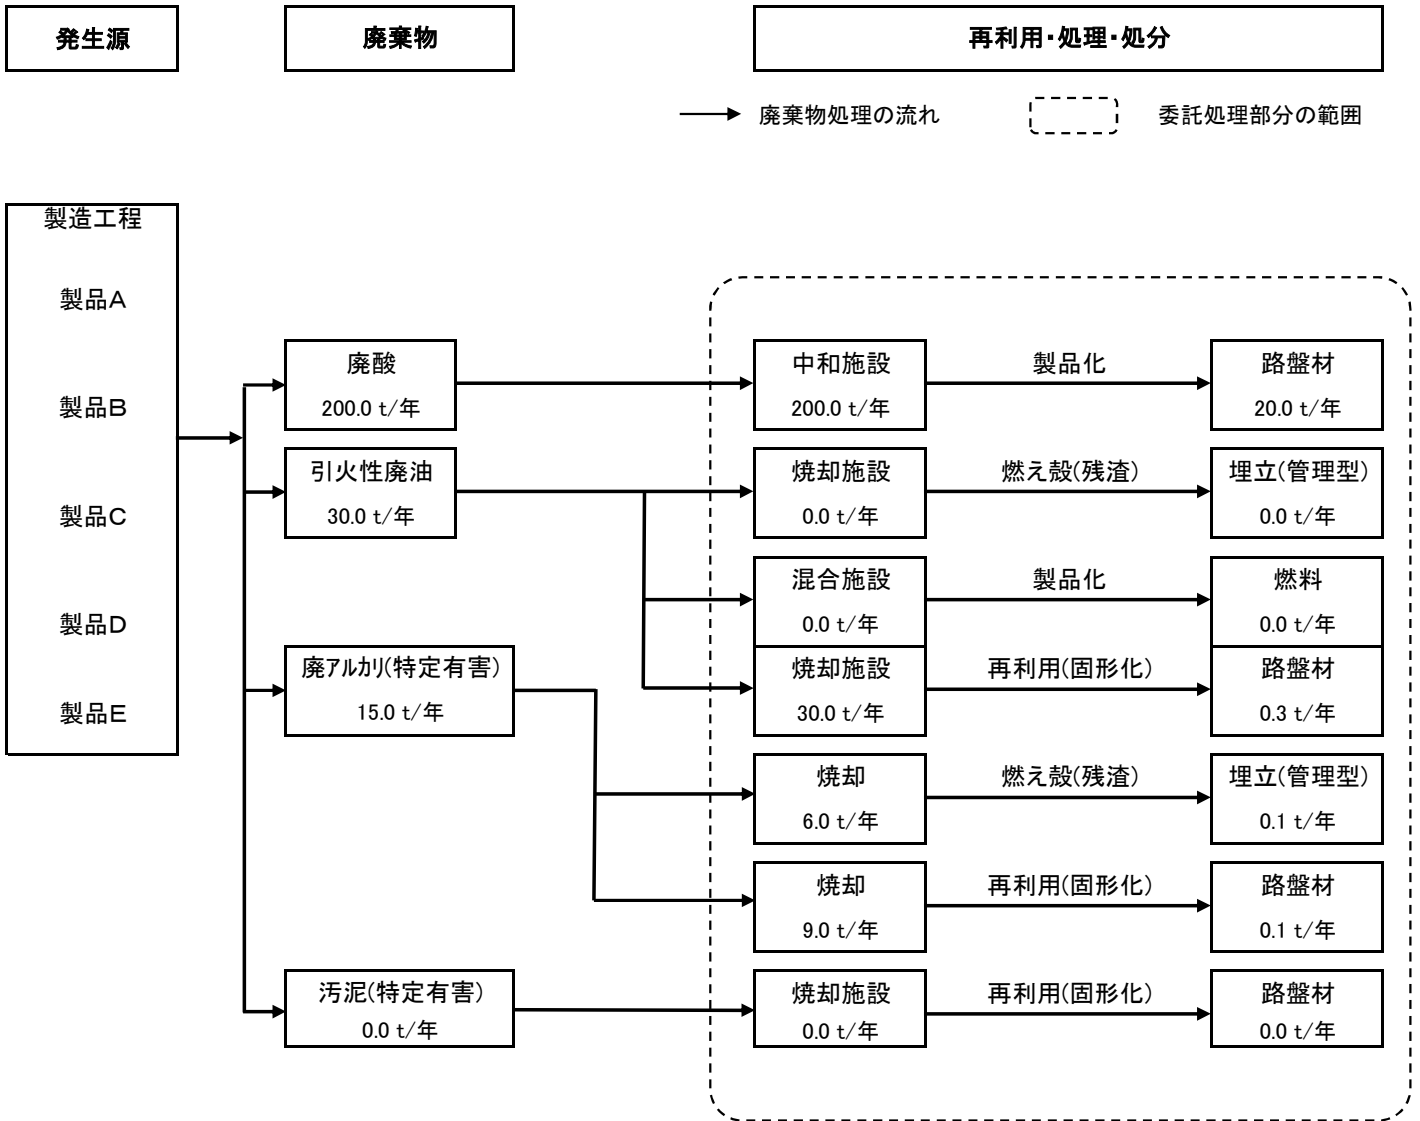 発生源
廃棄物
再利用・処理・処分
廃棄物処理の流れ
委託処理部分の範囲
製造工程
製品A
製品B
製品C
製品D
製品E
廃酸
200.0 t/年
中和施設
200.0 t/年
製品化
路盤材
20.0 t/年
引火性廃油
30.0 t/年
焼却施設
0.0 t/年
燃え殻(残渣)
埋立(管理型)
0.0 t/年
混合施設
0.0 t/年
製品化
燃料
0.0 t/年
焼却施設
30.0 t/年
再利用(固形化)
路盤材
0.3 t/年
廃ｱﾙｶﾘ(特定有害)
15.0 t/年
焼却
6.0 t/年
燃え殻(残渣)
埋立(管理型)
0.1 t/年
焼却
9.0 t/年
再利用(固形化)
路盤材
0.1 t/年
汚泥(特定有害)
0.0 t/年
焼却施設
0.0 t/年
再利用(固形化)
路盤材
0.0 t/年